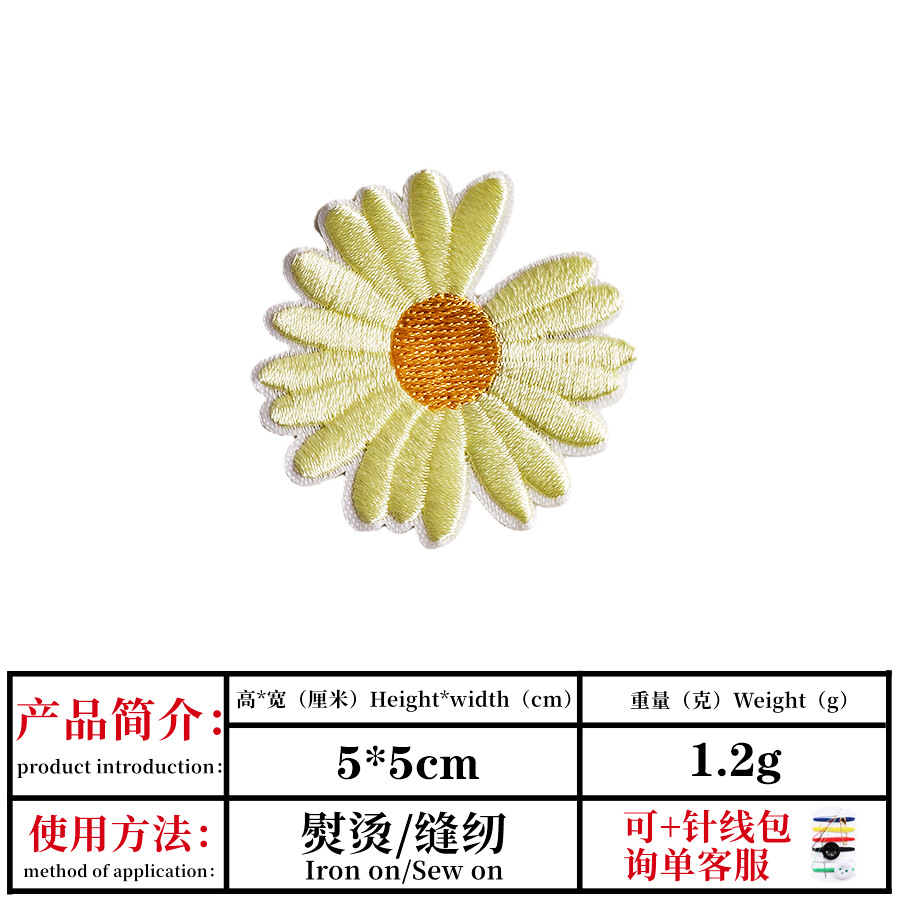 产品简介：
product introduction：
高*宽（厘米）Height*width（cm）
重量（克）Weight（g）
5*5cm
1.2g
使用方法：
method of application：
熨烫/缝纫
Iron on/Sew on
可+针线包
询单客服